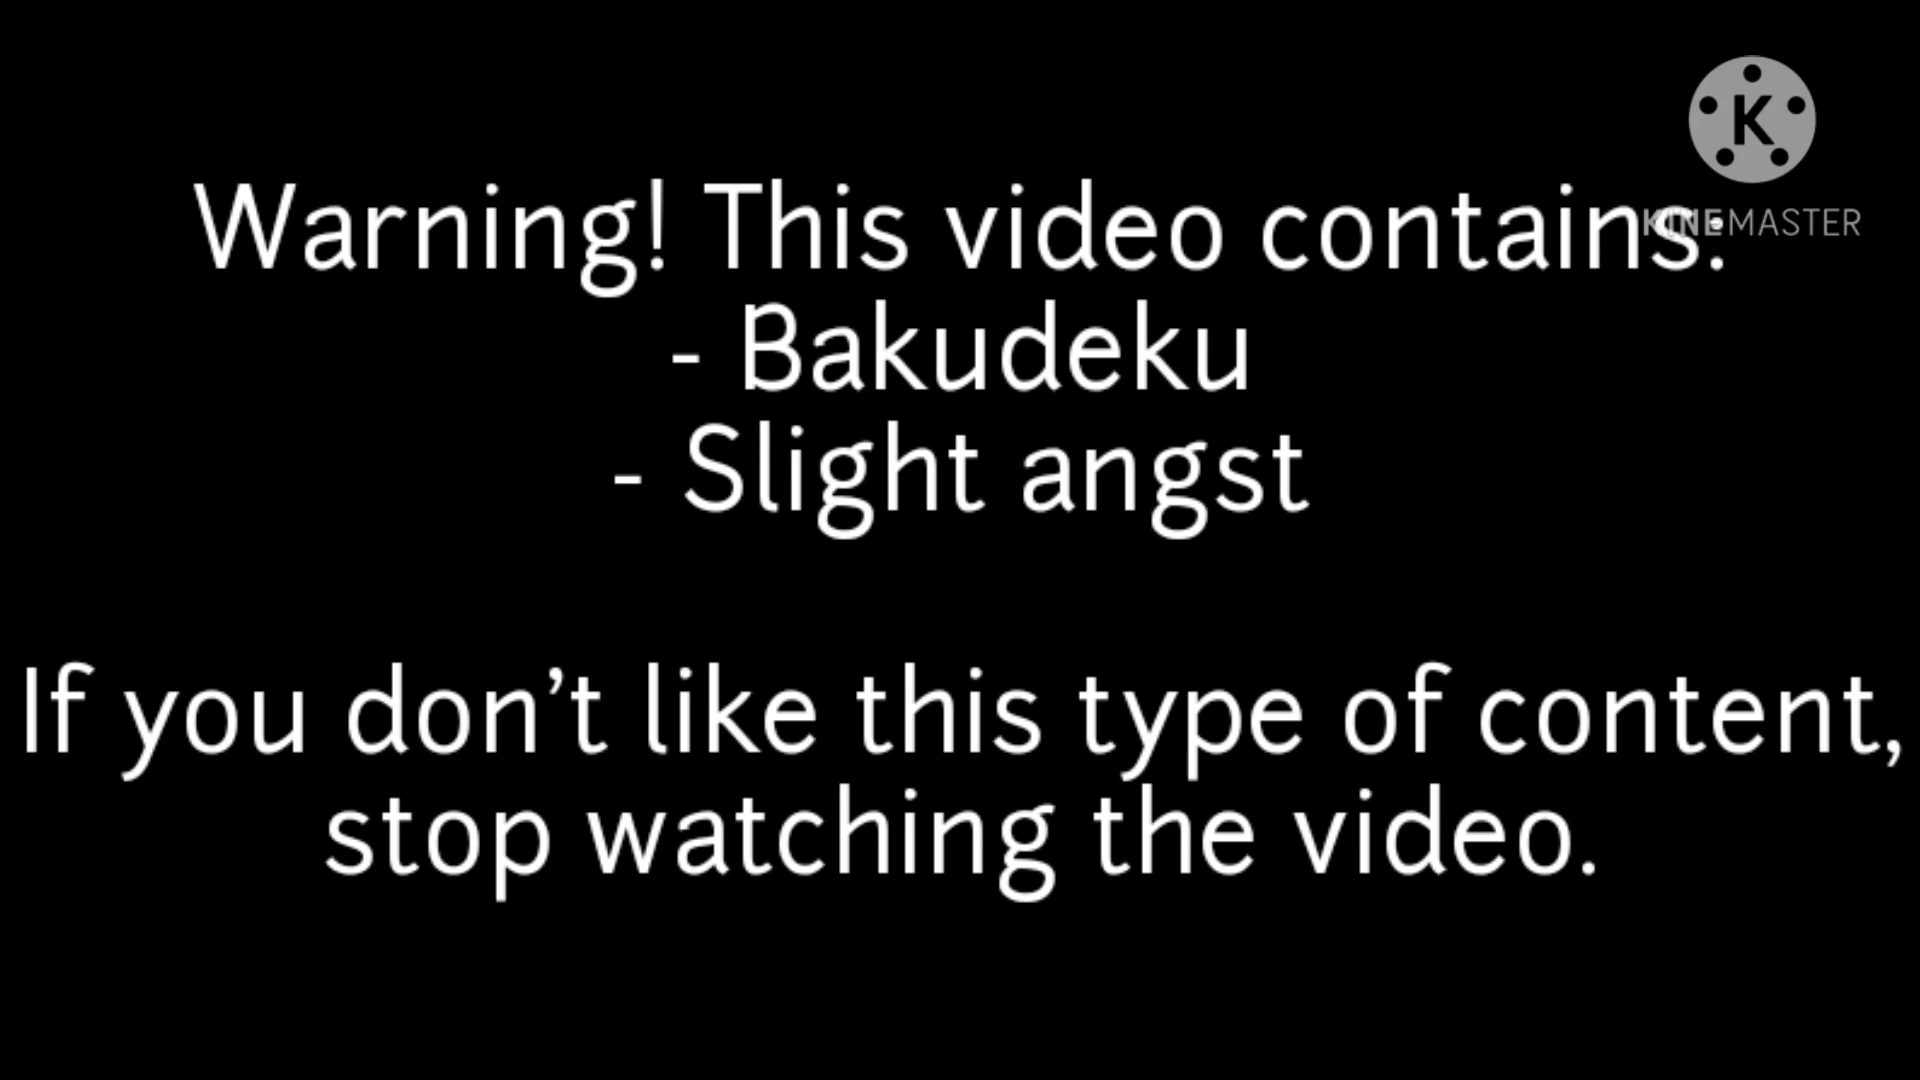 K
KINEMASTER
Warning! This video contains:
- Bakudeku
- Slight angst
If you don't like this type of content,
stop watching the video.